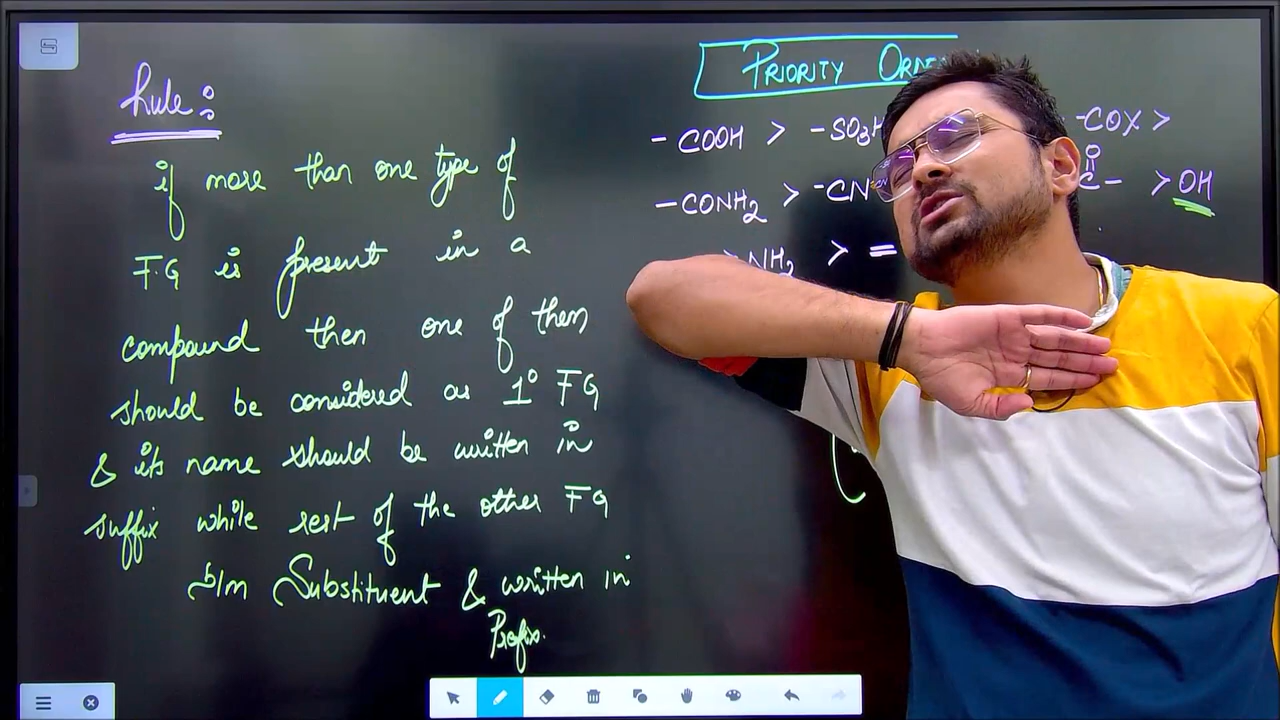 Rule:
if more than one type of
F.G is present in a
compound then one of them
should be considered as 1° FG
& its name should be written in
suffix while rest of the other FG
b/m Substituent & written in
Prefix.
PRIORITY ORDE
-COOH > -SO3H -COX >
-CONH2 > -CN C- > OH
> NH2 > =